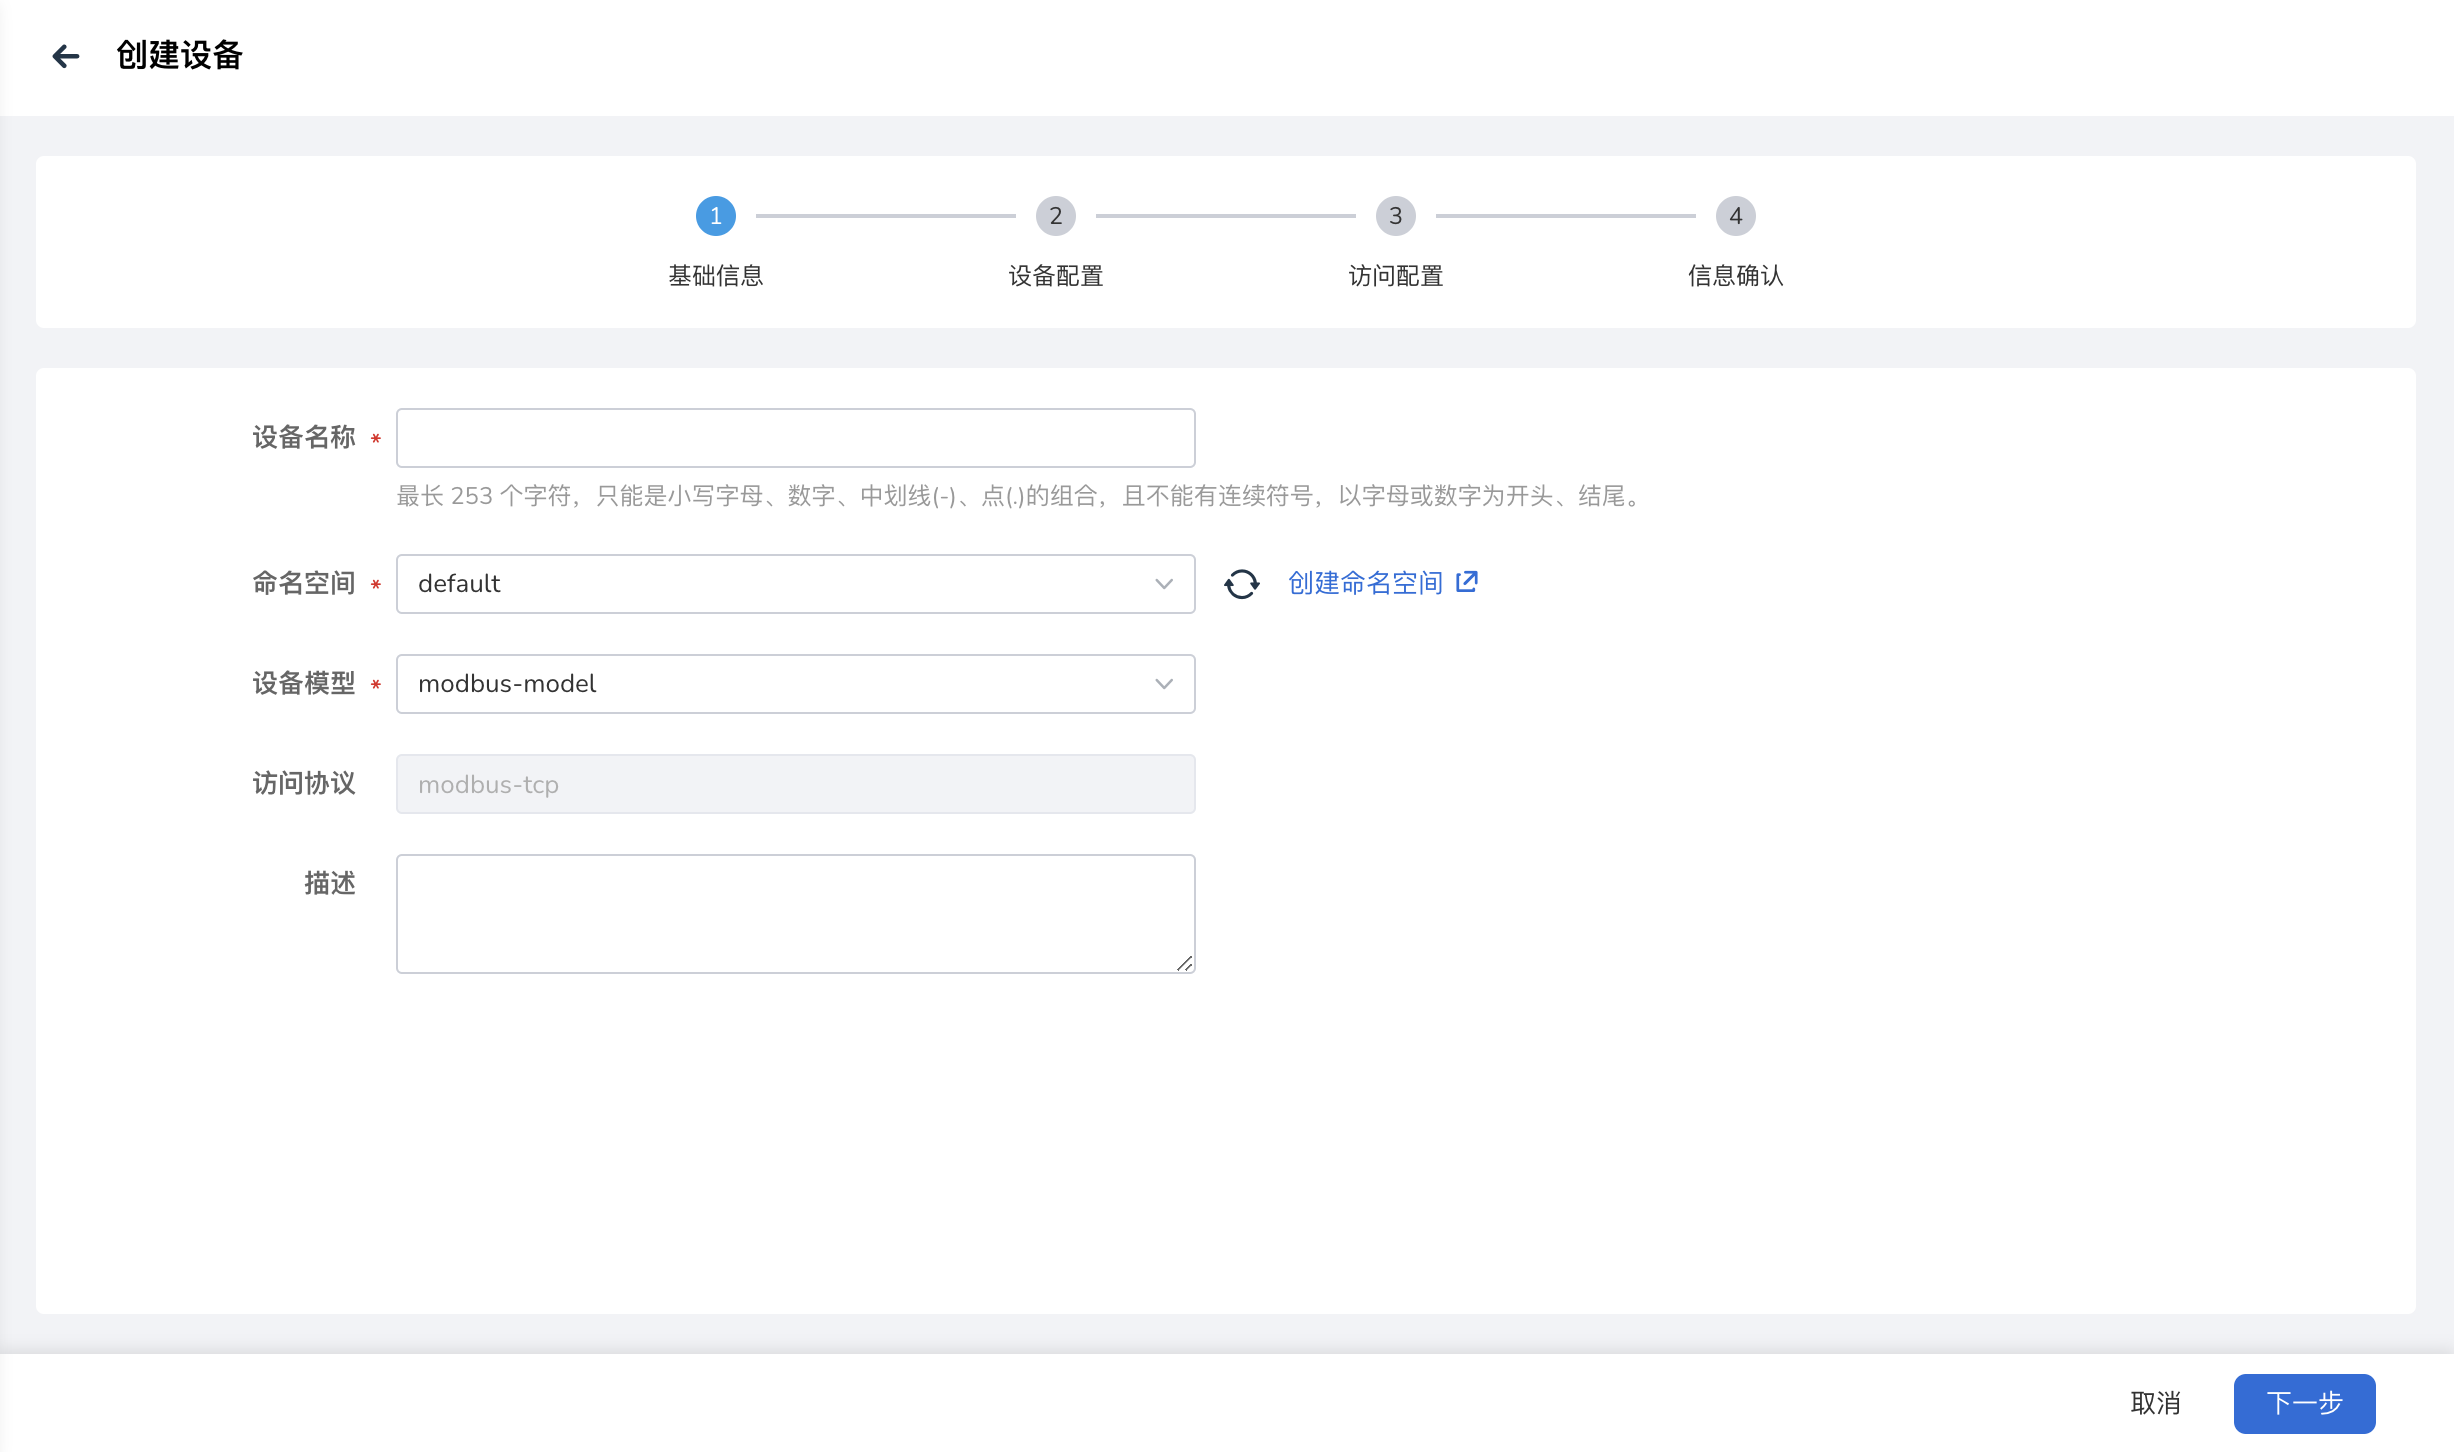 创建设备
1
2
3
4
基础信息
设备配置
访问配置
信息确认
设备名称 *
最长 253 个字符，只能是小写字母、数字、中划线(-)、点(.)的组合，且不能有连续符号，以字母或数字为开头、结尾。
命名空间 * default 创建命名空间
设备模型 * modbus-model
访问协议 modbus-tcp
描述
取消 下一步